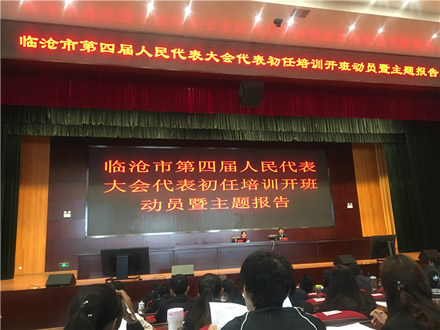 临沧市第四届人民代表大会代表初任培训开班动员暨主题报告
临沧市第四届人民代表
大会代表初任培训开班
动员暨主题报告